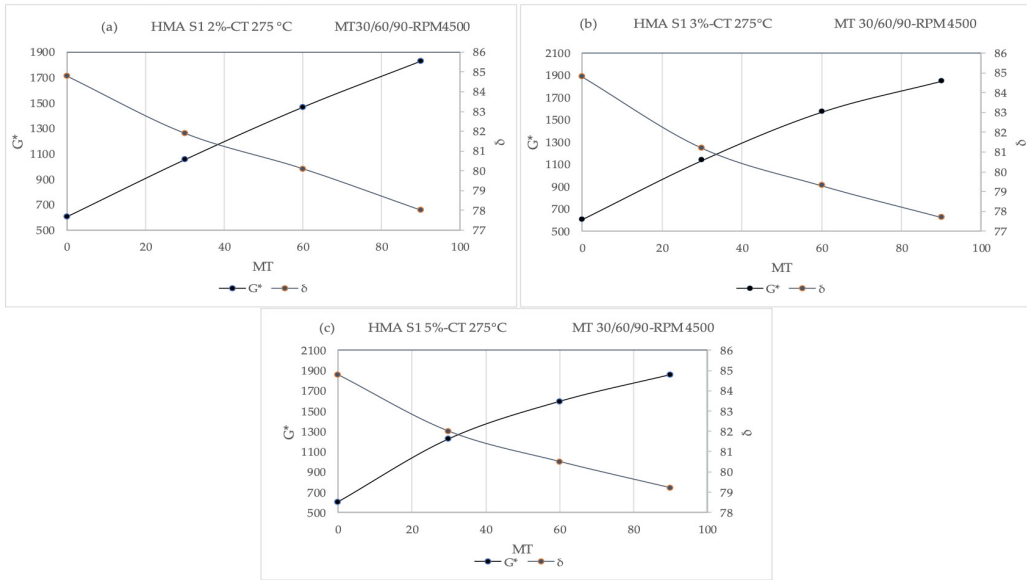 (a) HMA S1 2%-CT 275 °C MT30/60/90-RPM4500
1900 86
1700 85
1500 84
1300 83
1100 82
900 81
700 80
500 79
78
77
G*
δ
0 20 40 60 80 100
MT
G* δ
(b) HMA S1 3%-CT 275 °C MT 30/60/90-RPM 4500
2100 86
1900 85
1700 84
1500 83
1300 82
1100 81
900 80
700 79
500 78
77
G*
δ
0 20 40 60 80 100
MT
G* δ
(c) HMA S1 5%-CT 275°C MT 30/60/90-RPM 4500
2100 86
1900 85
1700 84
1500 83
1300 82
1100 81
900 80
700 79
500 78
G*
δ
0 20 40 60 80 100
MT
G* δ